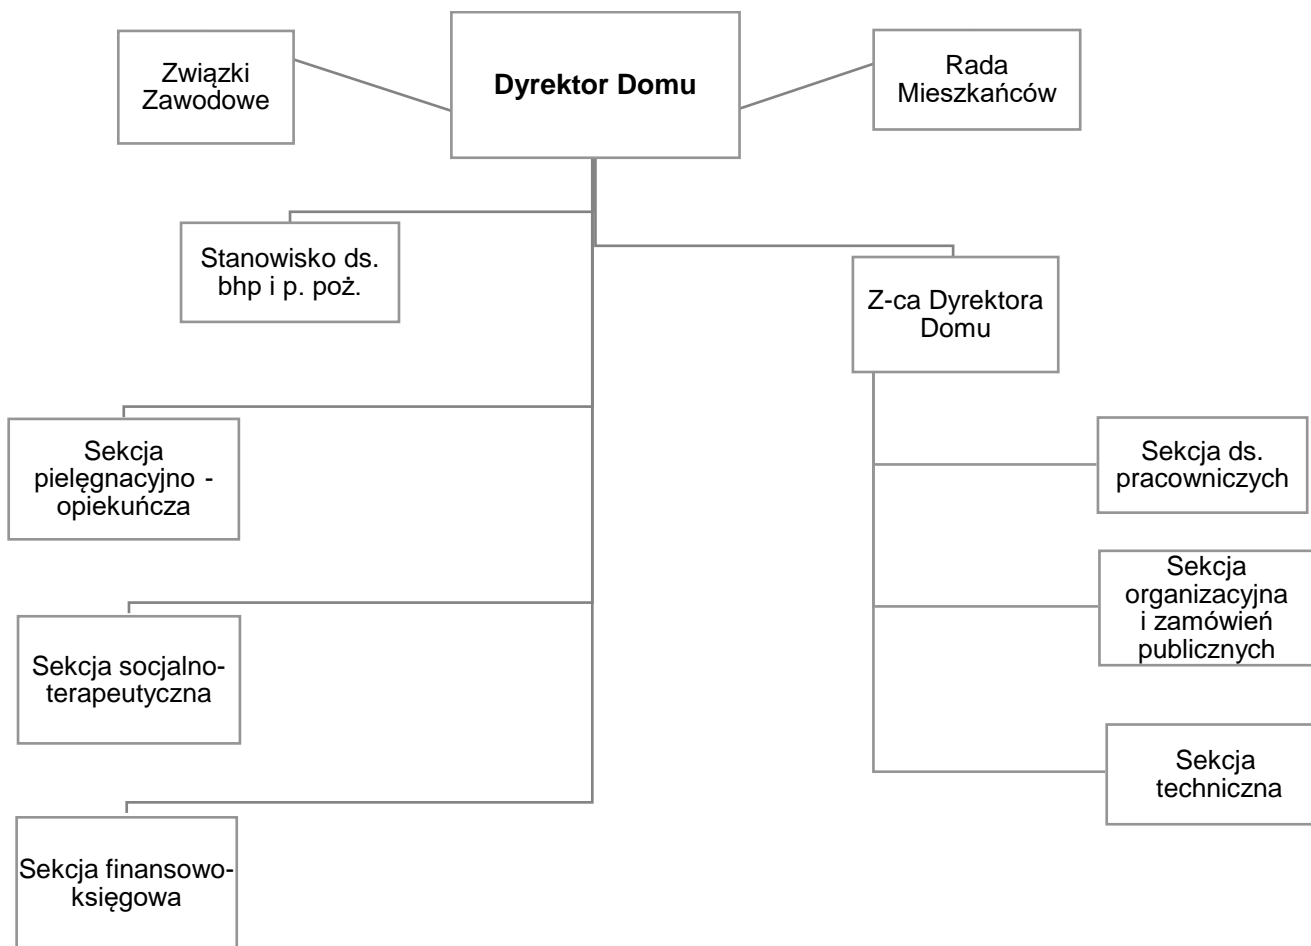 Związki
Zawodowe
Dyrektor Domu
Rada
Mieszkańców
Stanowisko ds.
bhp i p. poż.
Z-ca Dyrektora
Domu
Sekcja
pielęgnacyjno -
opiekuńcza
Sekcja ds.
pracowniczych
Sekcja
organizacyjna
i zamówień
publicznych
Sekcja socjalno-
terapeutyczna
Sekcja
techniczna
Sekcja finansowo-
księgowa